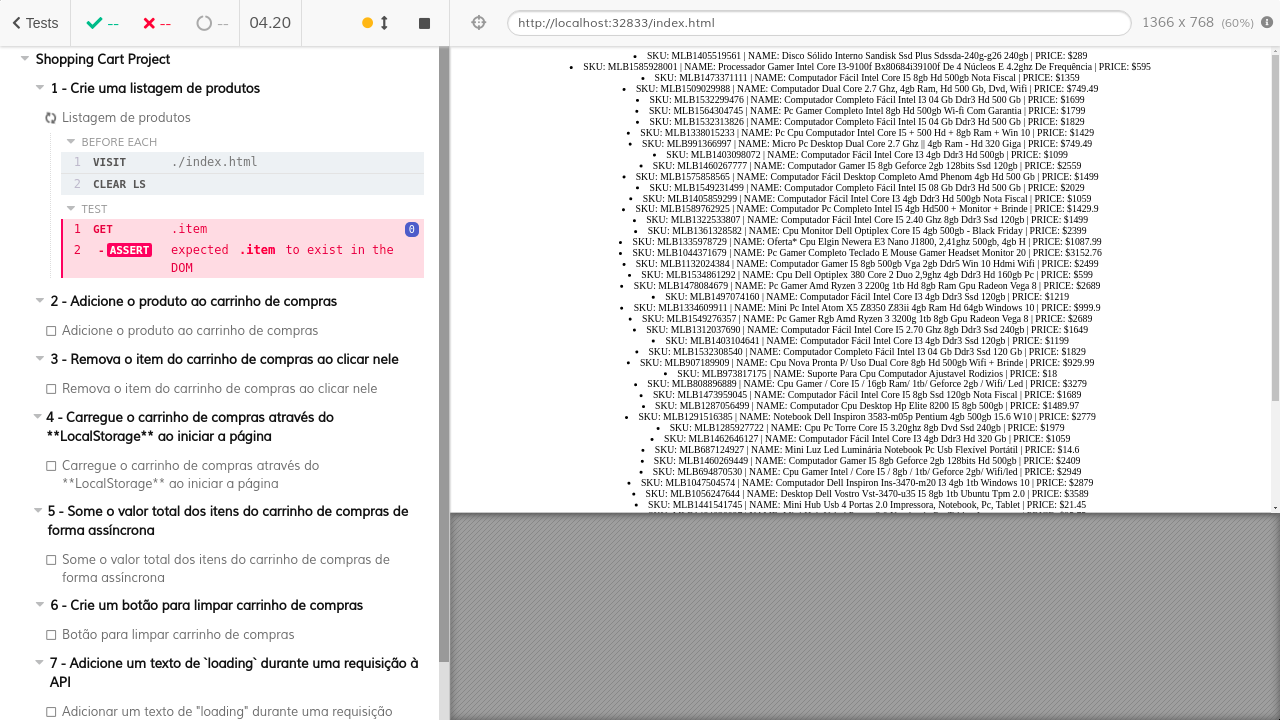 Tests
--
--
--
04.20
http://localhost:32833/index.html
1366 x 768 (60%)
Shopping Cart Project
1 - Crie uma listagem de produtos
Listagem de produtos
BEFORE EACH
1 VISIT ./index.html
2 CLEAR LS
TEST
1 GET .item 0
2 - ASSERT expected .item to exist in the
DOM
2 - Adicione o produto ao carrinho de compras
Adicione o produto ao carrinho de compras
3 - Remova o item do carrinho de compras ao clicar nele
Remova o item do carrinho de compras ao clicar nele
4 - Carregue o carrinho de compras através do
**LocalStorage** ao iniciar a página
Carregue o carrinho de compras através do
**LocalStorage** ao iniciar a página
5 - Some o valor total dos itens do carrinho de compras de
forma assíncrona
Some o valor total dos itens do carrinho de compras de
forma assíncrona
6 - Crie um botão para limpar carrinho de compras
Botão para limpar carrinho de compras
7 - Adicione um texto de `loading` durante uma requisição à
API
Adicionar um texto de "loading" durante uma requisição
SKU: MLB1405519561 | NAME: Disco Sólido Interno Sandisk Ssd Plus Sdssda-240g-g26 240gb | PRICE: $289
SKU: MLB1585928001 | NAME: Processador Gamer Intel Core I3-9100f Bx80684i39100f De 4 Núcleos E 4.2ghz De Frequência | PRICE: $595
SKU: MLB1473371111 | NAME: Computador Fácil Intel Core I5 8gb Hd 500gb Nota Fiscal | PRICE: $1359
SKU: MLB1509029988 | NAME: Computador Dual Core 2.7 Ghz, 4gb Ram, Hd 500 Gb, Dvd, Wifi | PRICE: $749.49
SKU: MLB1532299476 | NAME: Computador Completo Fácil Intel I3 04 Gb Ddr3 Hd 500 Gb | PRICE: $1699
SKU: MLB1564304745 | NAME: Pc Gamer Completo Intel 8gb Hd 500gb Wi-fi Com Garantia | PRICE: $1799
SKU: MLB1532313826 | NAME: Computador Completo Fácil Intel I5 04 Gb Ddr3 Hd 500 Gb | PRICE: $1829
SKU: MLB1338015233 | NAME: Pc Cpu Computador Intel Core I5 + 500 Hd + 8gb Ram + Win 10 | PRICE: $1429
SKU: MLB991366997 | NAME: Micro Pc Desktop Dual Core 2.7 Ghz || 4gb Ram - Hd 320 Giga | PRICE: $749.49
SKU: MLB1403098072 | NAME: Computador Fácil Intel Core I3 4gb Ddr3 Hd 500gb | PRICE: $1099
SKU: MLB1460267777 | NAME: Computador Gamer I5 8gb Geforce 2gb 128bits Ssd 120gb | PRICE: $2559
SKU: MLB1575858565 | NAME: Computador Fácil Desktop Completo Amd Phenom 4gb Hd 500 Gb | PRICE: $1499
SKU: MLB1549231499 | NAME: Computador Completo Fácil Intel I5 08 Gb Ddr3 Hd 500 Gb | PRICE: $2029
SKU: MLB1405859299 | NAME: Computador Fácil Intel Core I3 4gb Ddr3 Hd 500gb Nota Fiscal | PRICE: $1059
SKU: MLB1589762925 | NAME: Computador Pc Completo Intel I5 4gb Hd500 + Monitor + Brinde | PRICE: $1429.9
SKU: MLB1322533807 | NAME: Computador Fácil Intel Core I5 2.40 Ghz 8gb Ddr3 Ssd 120gb | PRICE: $1499
SKU: MLB1361328582 | NAME: Cpu Monitor Dell Optiplex Core I5 4gb 500gb - Black Friday | PRICE: $2399
SKU: MLB1335978729 | NAME: Oferta* Cpu Elgin Newera E3 Nano J1800, 2,41ghz 500gb, 4gb H | PRICE: $1087.99
SKU: MLB1044371679 | NAME: Pc Gamer Completo Teclado E Mouse Gamer Headset Monitor 20 | PRICE: $3152.76
SKU: MLB1132024384 | NAME: Computador Gamer I5 8gb 500gb Vga 2gb Ddr5 Win 10 Hdmi Wifi | PRICE: $2499
SKU: MLB1534861292 | NAME: Cpu Dell Optiplex 380 Core 2 Duo 2,9ghz 4gb Ddr3 Hd 160gb Pc | PRICE: $599
SKU: MLB1478084679 | NAME: Pc Gamer Amd Ryzen 3 2200g 1tb Hd 8gb Ram Gpu Radeon Vega 8 | PRICE: $2689
SKU: MLB1497074160 | NAME: Computador Fácil Intel Core I3 4gb Ddr3 Ssd 120gb | PRICE: $1219
SKU: MLB1334609911 | NAME: Mini Pc Intel Atom X5 Z8350 Z83ii 4gb Ram Hd 64gb Windows 10 | PRICE: $999.9
SKU: MLB1549276357 | NAME: Pc Gamer Rgb Amd Ryzen 3 3200g 1tb 8gb Gpu Radeon Vega 8 | PRICE: $2689
SKU: MLB1312037690 | NAME: Computador Fácil Intel Core I5 2.70 Ghz 8gb Ddr3 Ssd 240gb | PRICE: $1649
SKU: MLB1403104641 | NAME: Computador Fácil Intel Core I3 4gb Ddr3 Ssd 120gb | PRICE: $1199
SKU: MLB1532308540 | NAME: Computador Completo Fácil Intel I3 04 Gb Ddr3 Ssd 120 Gb | PRICE: $1829
SKU: MLB907189909 | NAME: Cpu Nova Pronta P/ Uso Dual Core 8gb Hd 500gb Wifi + Brinde | PRICE: $929.99
SKU: MLB973817175 | NAME: Suporte Para Cpu Computador Ajustavel Rodizios | PRICE: $18
SKU: MLB808896889 | NAME: Cpu Gamer / Core I5 / 16gb Ram/ 1tb/ Geforce 2gb / Wifi/ Led | PRICE: $3279
SKU: MLB1473959045 | NAME: Computador Fácil Intel Core I5 8gb Ssd 120gb Nota Fiscal | PRICE: $1689
SKU: MLB1287056499 | NAME: Computador Cpu Desktop Hp Elite 8200 I5 8gb 500gb | PRICE: $1489.97
SKU: MLB1291516385 | NAME: Notebook Dell Inspiron 3583-m05p Pentium 4gb 500gb 15.6 W10 | PRICE: $2779
SKU: MLB1285927722 | NAME: Cpu Pc Torre Core I5 3.20ghz 8gb Dvd Ssd 240gb | PRICE: $1979
SKU: MLB1462646127 | NAME: Computador Fácil Intel Core I3 4gb Ddr3 Hd 320 Gb | PRICE: $1059
SKU: MLB687124927 | NAME: Mini Luz Led Luminária Notebook Pc Usb Flexível Portátil | PRICE: $14.6
SKU: MLB1460269449 | NAME: Computador Gamer I5 8gb Geforce 2gb 128bits Hd 500gb | PRICE: $2409
SKU: MLB694870530 | NAME: Cpu Gamer Intel / Core I5 / 8gb / 1tb/ Geforce 2gb/ Wifi/led | PRICE: $2949
SKU: MLB1047504574 | NAME: Computador Dell Inspiron Ins-3470-m20 I3 4gb 1tb Windows 10 | PRICE: $2879
SKU: MLB1056247644 | NAME: Desktop Dell Vostro Vst-3470-u35 I5 8gb 1tb Ubuntu Tpm 2.0 | PRICE: $3589
SKU: MLB1441541745 | NAME: Mini Hub Usb 4 Portas 2.0 Impressora, Notebook, Pc, Tablet | PRICE: $21.45